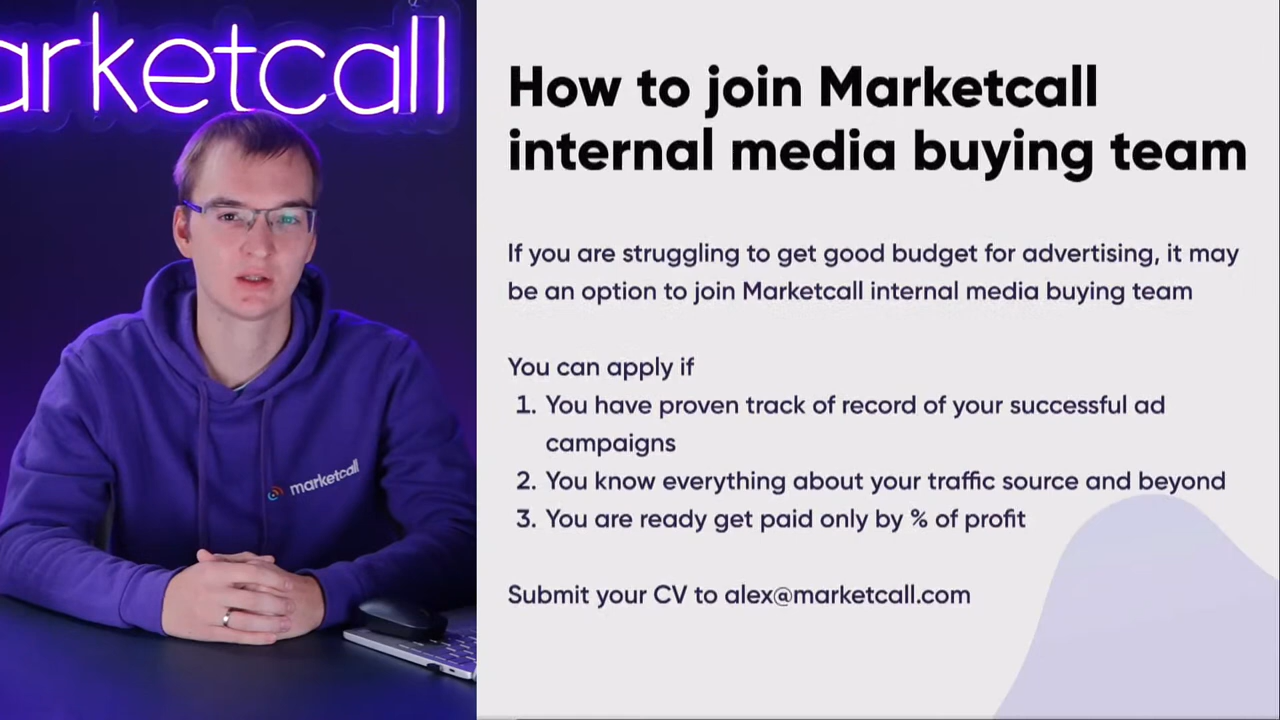 arketcall
marketcall
How to join Marketcall
internal media buying team
If you are struggling to get good budget for advertising, it may
be an option to join Marketcall internal media buying team
You can apply if
1. You have proven track of record of your successful ad
campaigns
2. You know everything about your traffic source and beyond
3. You are ready get paid only by % of profit
Submit your CV to alex@marketcall.com